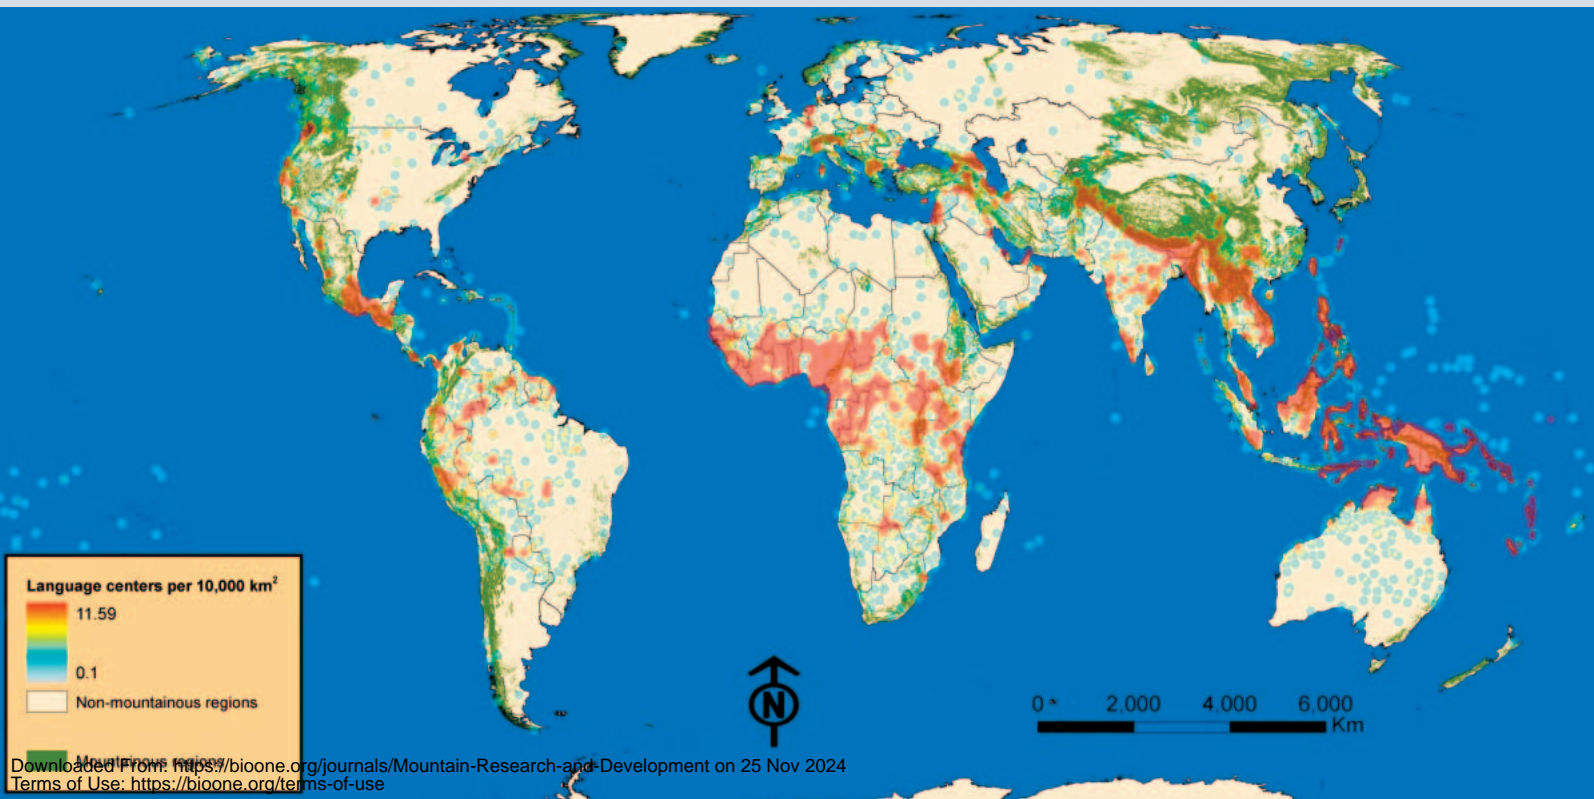 Language centers per 10,000 km²
11.59
0.1
Non-mountainous regions
Mountainous regions
N
0 2,000 4,000 6,000
Km
Downloaded From: https://bioone.org/journals/Mountain-Research-and-Development on 25 Nov 2024
Terms of Use: https://bioone.org/terms-of-use